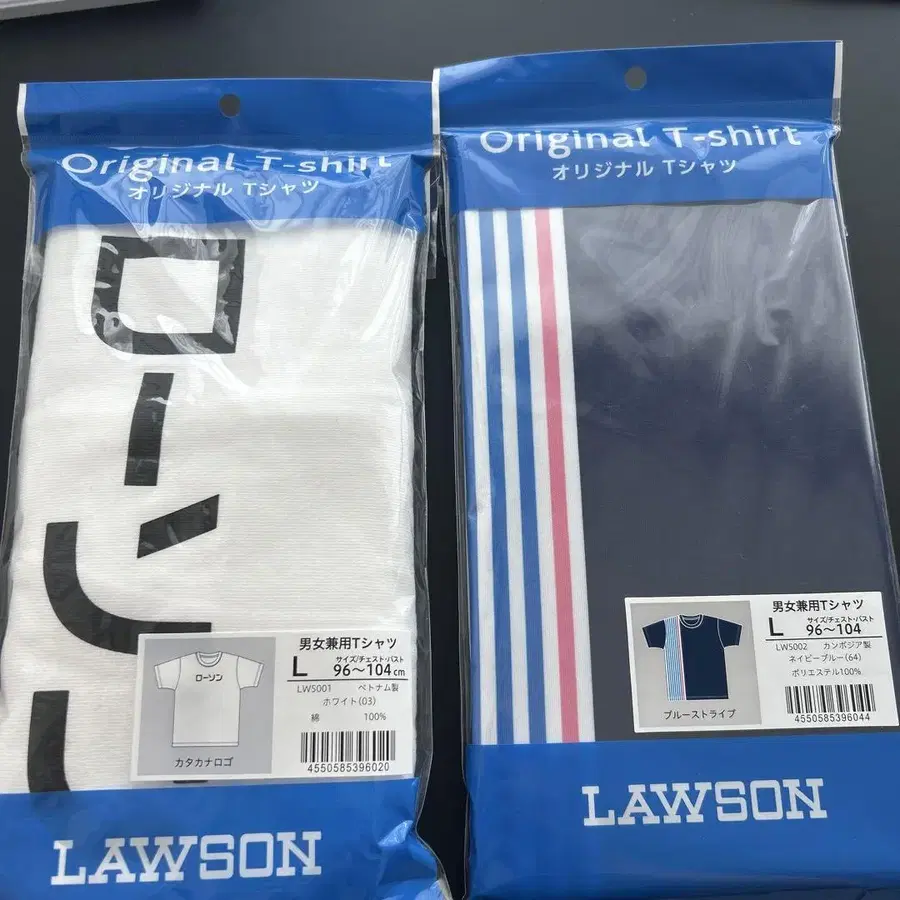 Original T-shirt
オリジナル Tシャツ
ロー
男女兼用Tシャツ
L サイズ/チェスト・バスト
96～104cm
LWS001 ベトナム製
ホワイト(03)
綿 100%
ローソン
カタカナロゴ
4550585396020
LAWSON
Original T-shirt
オリジナル Tシャツ
男女兼用Tシャツ
L サイズ/チェスト・バスト
96～104
LWS002 カンボジア製
ネイビーブルー(64)
ポリエステル100%
ブルーストライプ
4550585396044
LAWSON